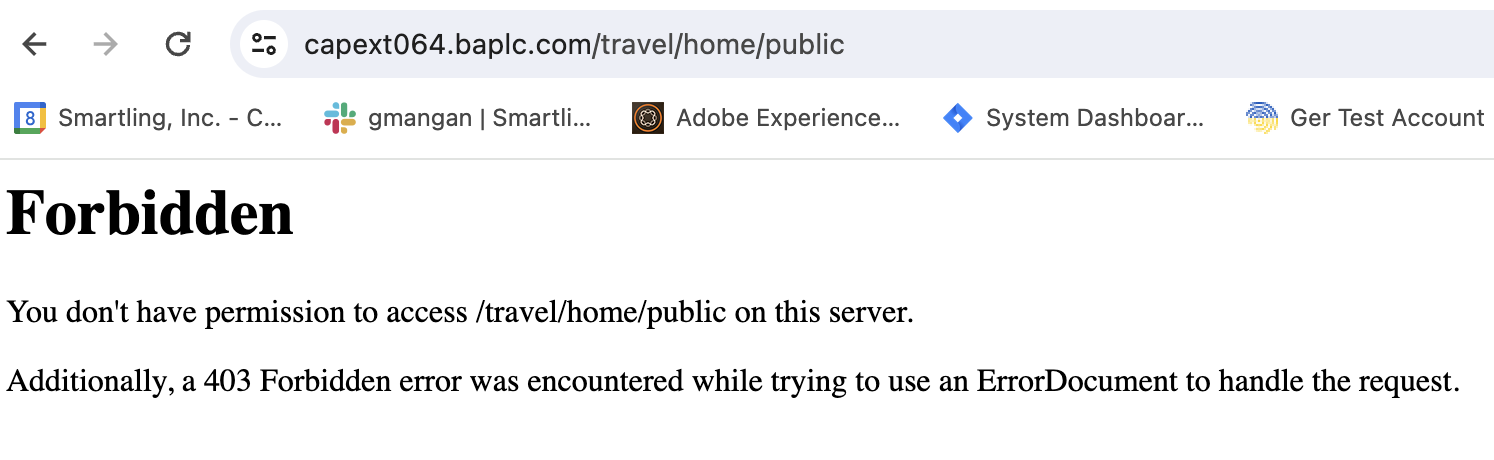 capext064.baplc.com/travel/home/public
8 Smartling, Inc. - C... gmangan | Smartli... Adobe Experience... System Dashboar... Ger Test Account
Forbidden
You don't have permission to access /travel/home/public on this server.
Additionally, a 403 Forbidden error was encountered while trying to use an ErrorDocument to handle the request.